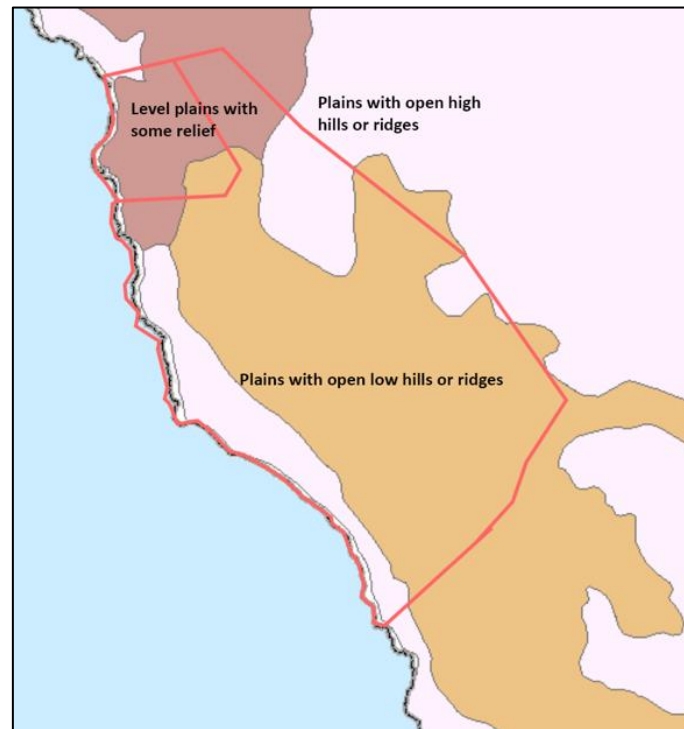 Plains with open high
hills or ridges
Level plains with
some relief
Plains with open low hills or ridges